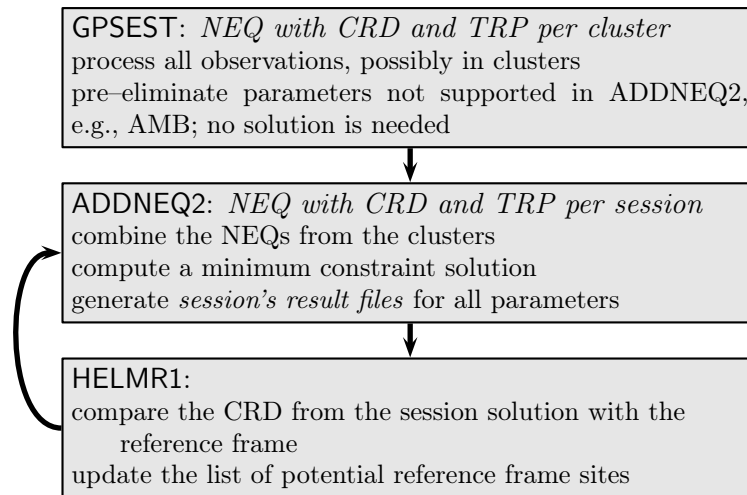 GPSEST: NEQ with CRD and TRP per cluster
process all observations, possibly in clusters
pre–eliminate parameters not supported in ADDNEQ2,
e.g., AMB; no solution is needed
ADDNEQ2: NEQ with CRD and TRP per session
combine the NEQs from the clusters
compute a minimum constraint solution
generate session's result files for all parameters
HELMR1:
compare the CRD from the session solution with the
reference frame
update the list of potential reference frame sites